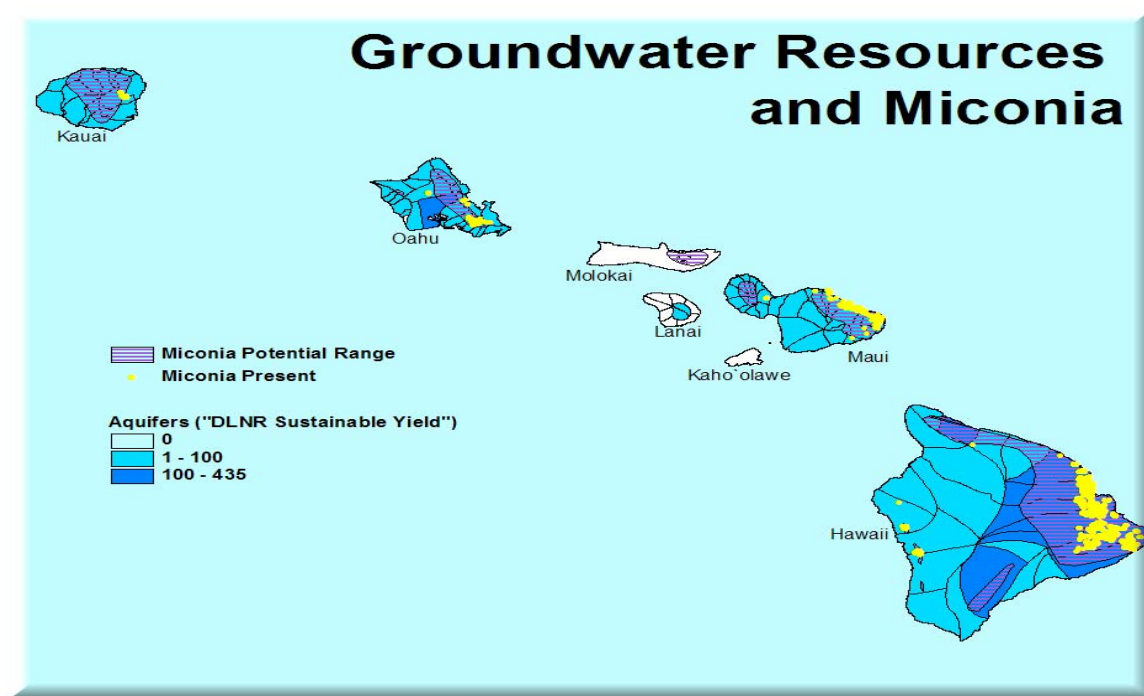 Groundwater Resources
and Miconia
Kauai
Oahu
Molokai
Lanai
Kaho`olawe
Maui
Hawaii
Miconia Potential Range
Miconia Present
Aquifers ("DLNR Sustainable Yield")
0
1 - 100
100 - 435